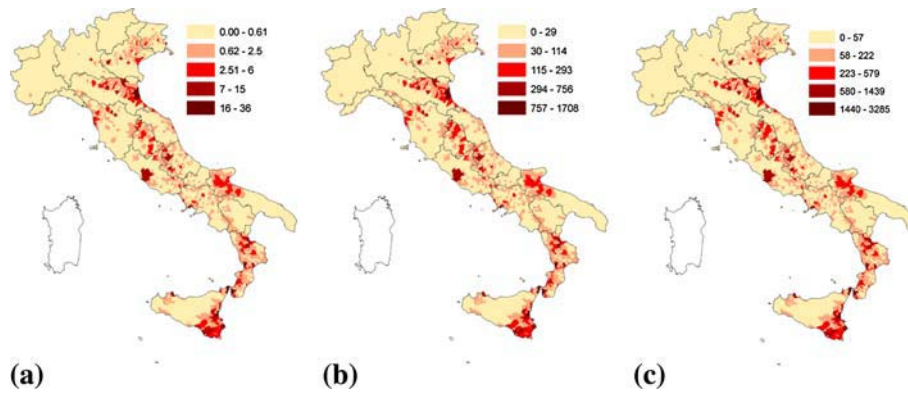 0.00 - 0.61
0.62 - 2.5
2.51 - 6
7 - 15
16 - 36
0 - 29
30 - 114
115 - 293
294 - 756
757 - 1708
0 - 57
58 - 222
223 - 579
580 - 1439
1440 - 3285
(a)
(b)
(c)